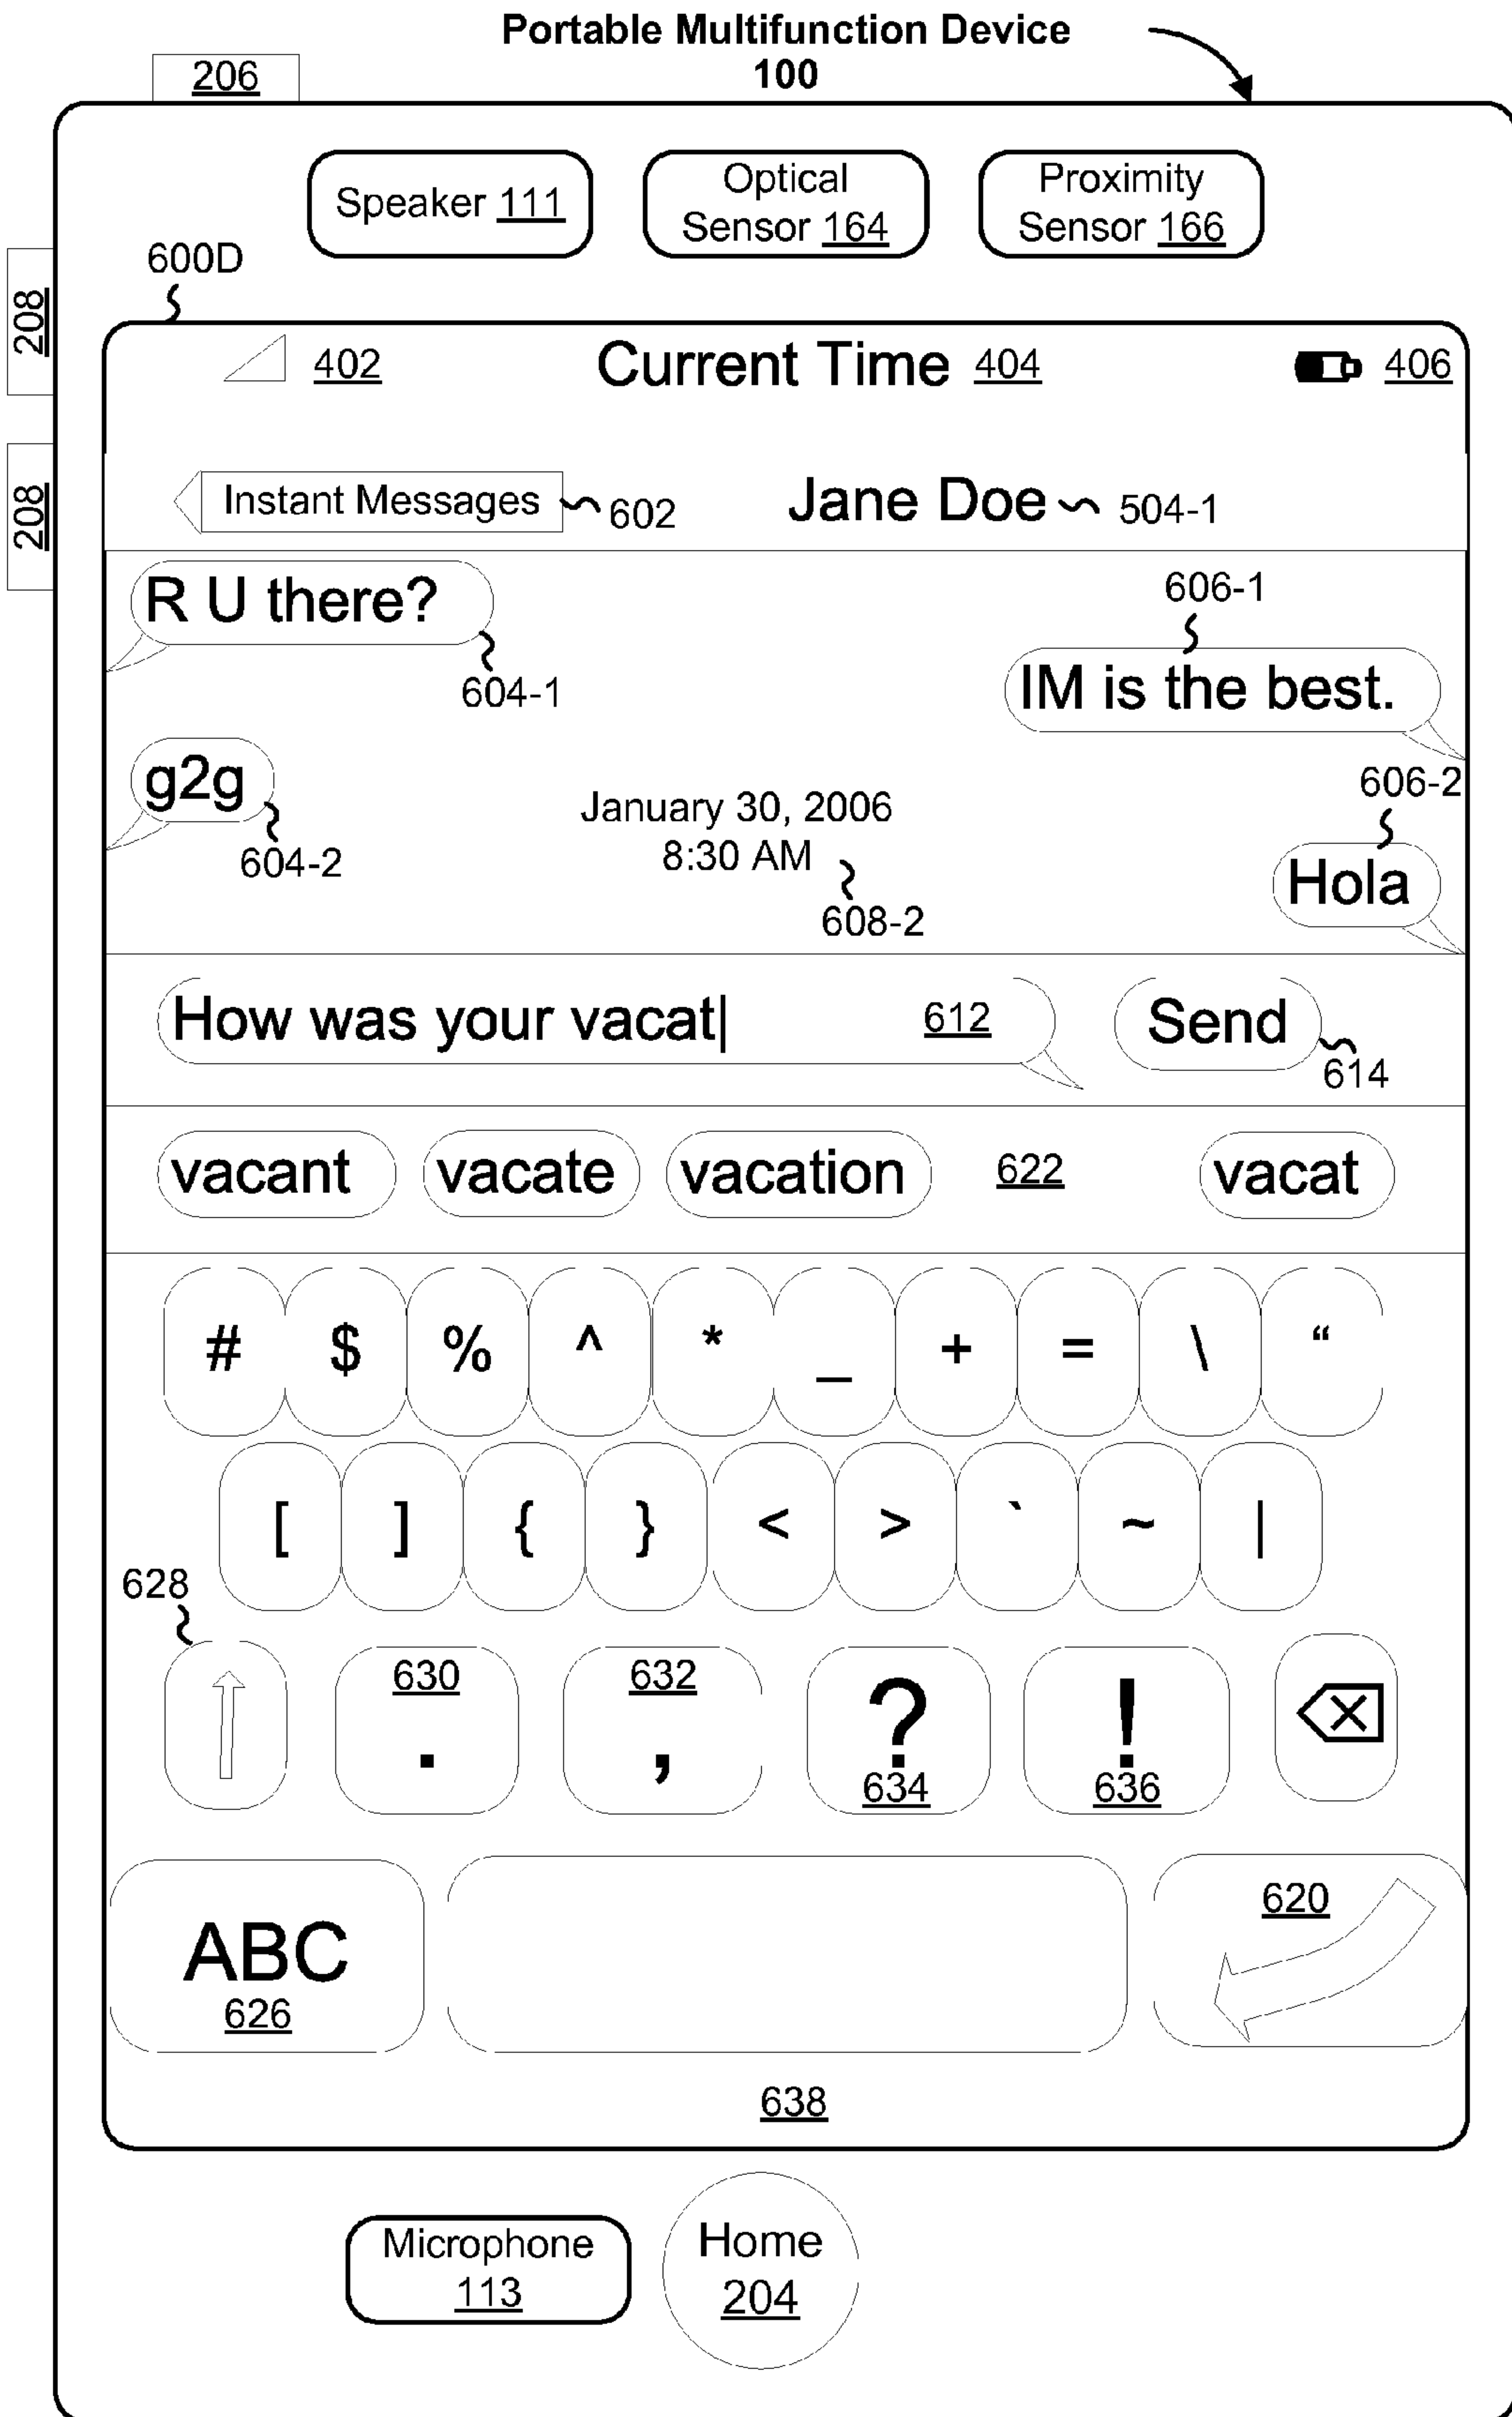 Portable Multifunction Device
100
206
Speaker 111
Optical
Sensor 164
Proximity
Sensor 166
600D
208
208
402
Current Time 404
406
Instant Messages 602
Jane Doe 504-1
R U there?
604-1
606-1
IM is the best.
g2g
604-2
January 30, 2006
8:30 AM
608-2
606-2
Hola
How was your vacat| 612
Send
614
vacant vacate vacation 622 vacat
# $ % ^ * _ + = \ “
[ ] { } < > ` ~ |
628
630
.
632
,
?
634
!
636
ABC
626
620
638
Microphone
113
Home
204